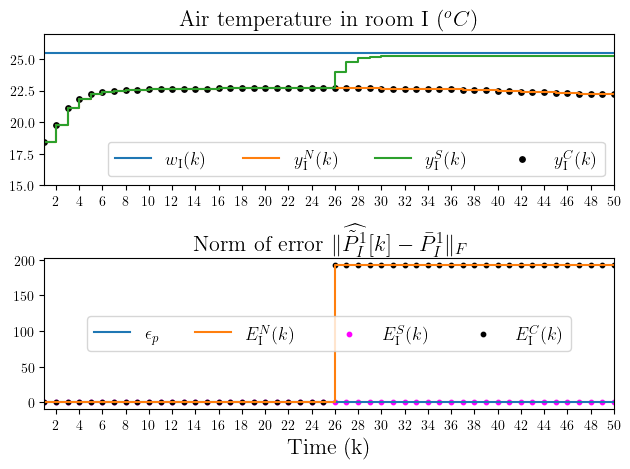 Air temperature in room I (°C)
25.0
22.5
20.0
17.5
15.0
w_I(k) y_I^N(k) y_I^S(k) y_I^C(k)
2 4 6 8 10 12 14 16 18 20 22 24 26 28 30 32 34 36 38 40 42 44 46 48 50
Norm of error ‖\widehat{\tilde{P}_I^1}[k] − \bar{P}_I^1‖_F
200
150
100
50
0
ϵ_p E_I^N(k) E_I^S(k) E_I^C(k)
2 4 6 8 10 12 14 16 18 20 22 24 26 28 30 32 34 36 38 40 42 44 46 48 50
Time (k)